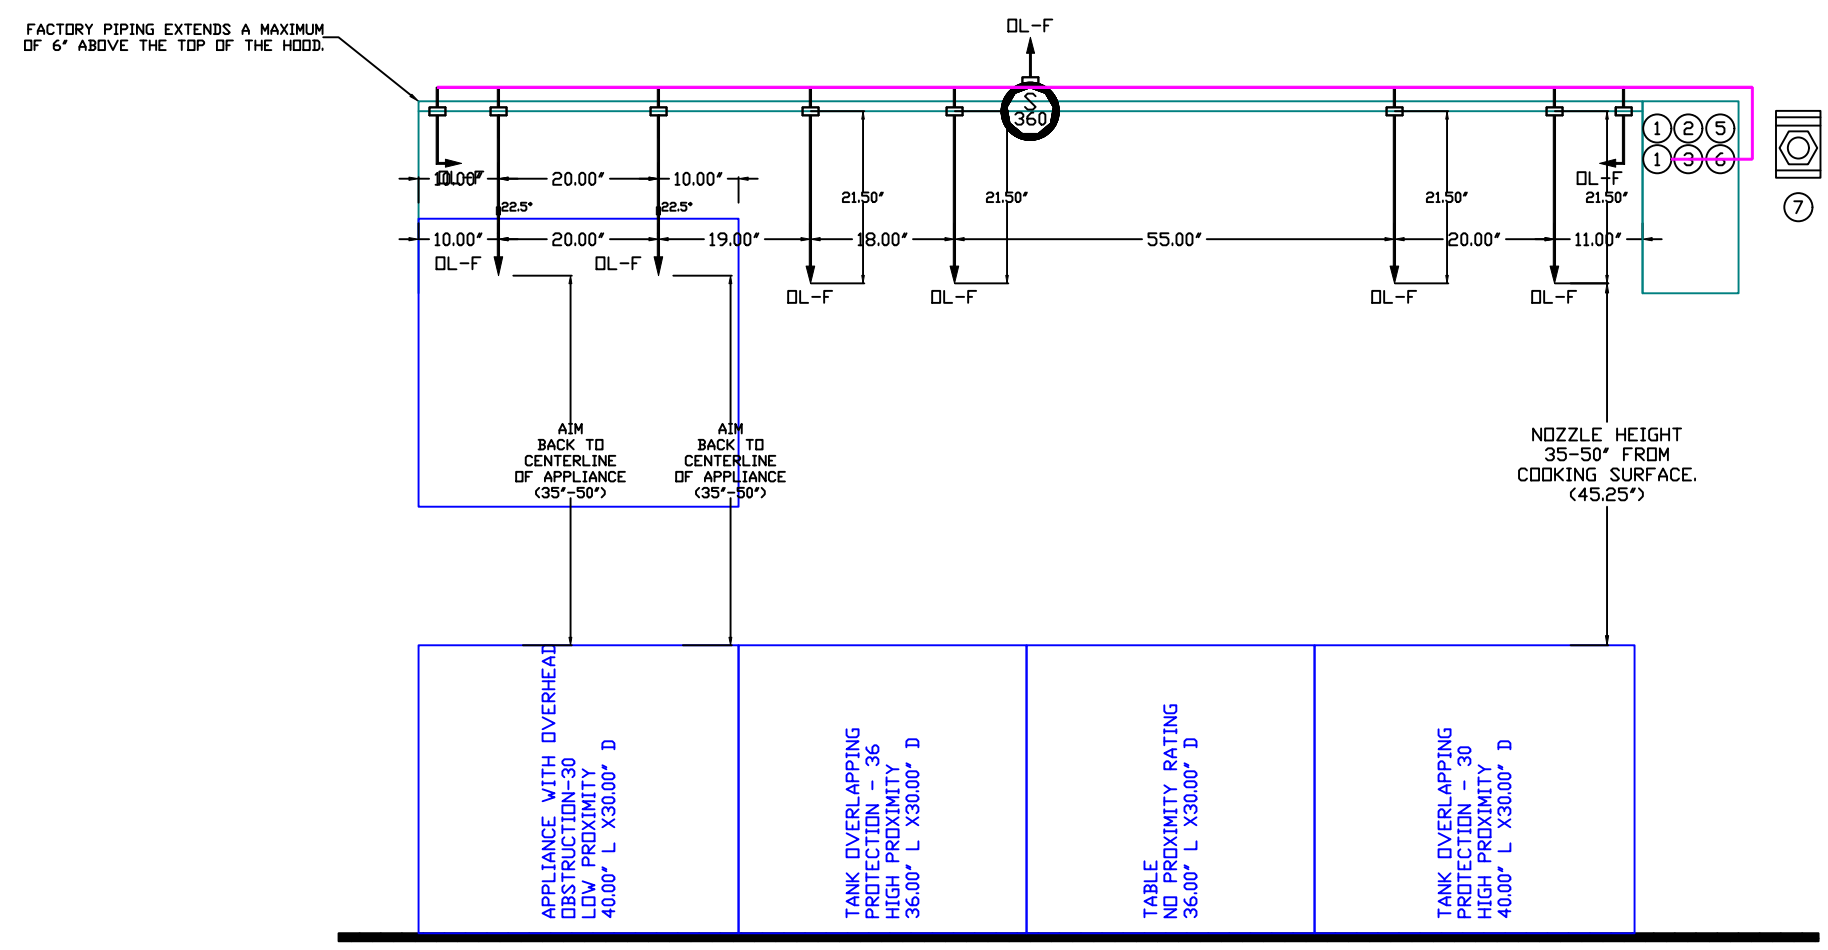 FACTORY PIPING EXTENDS A MAXIMUM
OF 6" ABOVE THE TOP OF THE HOOD.
OL-F
S
360
1 2 5
1 3 6
7
OL-F
10.00" 20.00" 10.00"
OL-F
22.5° 22.5°
21.50" 21.50" 21.50" 21.50"
10.00" 20.00" 19.00" 18.00" 55.00" 20.00" 11.00"
OL-F OL-F
OL-F OL-F OL-F OL-F
AIM
BACK TO
CENTERLINE
OF APPLIANCE
(35"-50")
AIM
BACK TO
CENTERLINE
OF APPLIANCE
(35"-50")
NOZZLE HEIGHT
35-50" FROM
COOKING SURFACE.
(45.25")
APPLIANCE WITH OVERHEAD
OBSTRUCTION-30
LOW PROXIMITY
40.00" L X30.00" D
TANK OVERLAPPING
PROTECTION - 36
HIGH PROXIMITY
36.00" L X30.00" D
TABLE
NO PROXIMITY RATING
36.00" L X30.00" D
TANK OVERLAPPING
PROTECTION - 30
HIGH PROXIMITY
40.00" L X30.00" D